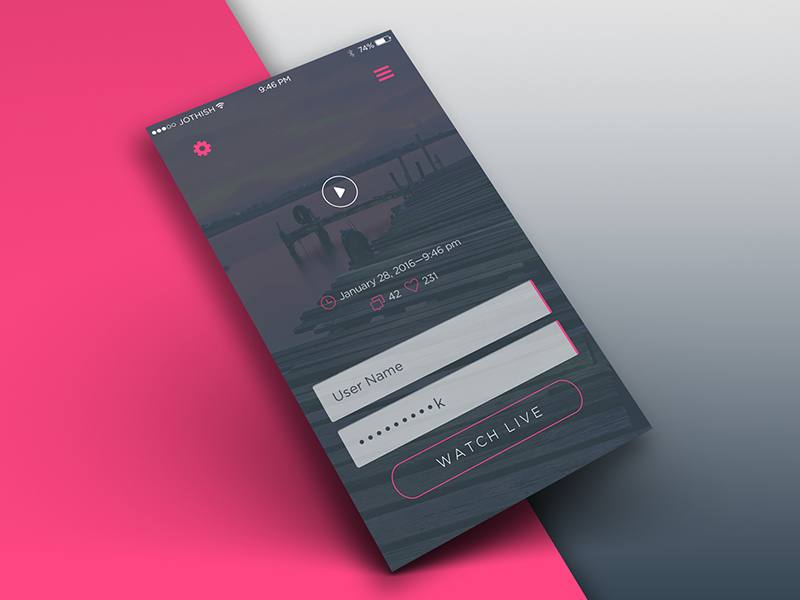 JOTHISH 9:46 PM 74%
January 28, 2016—9:46 pm
42 231
User Name
•••••••••k
WATCH LIVE